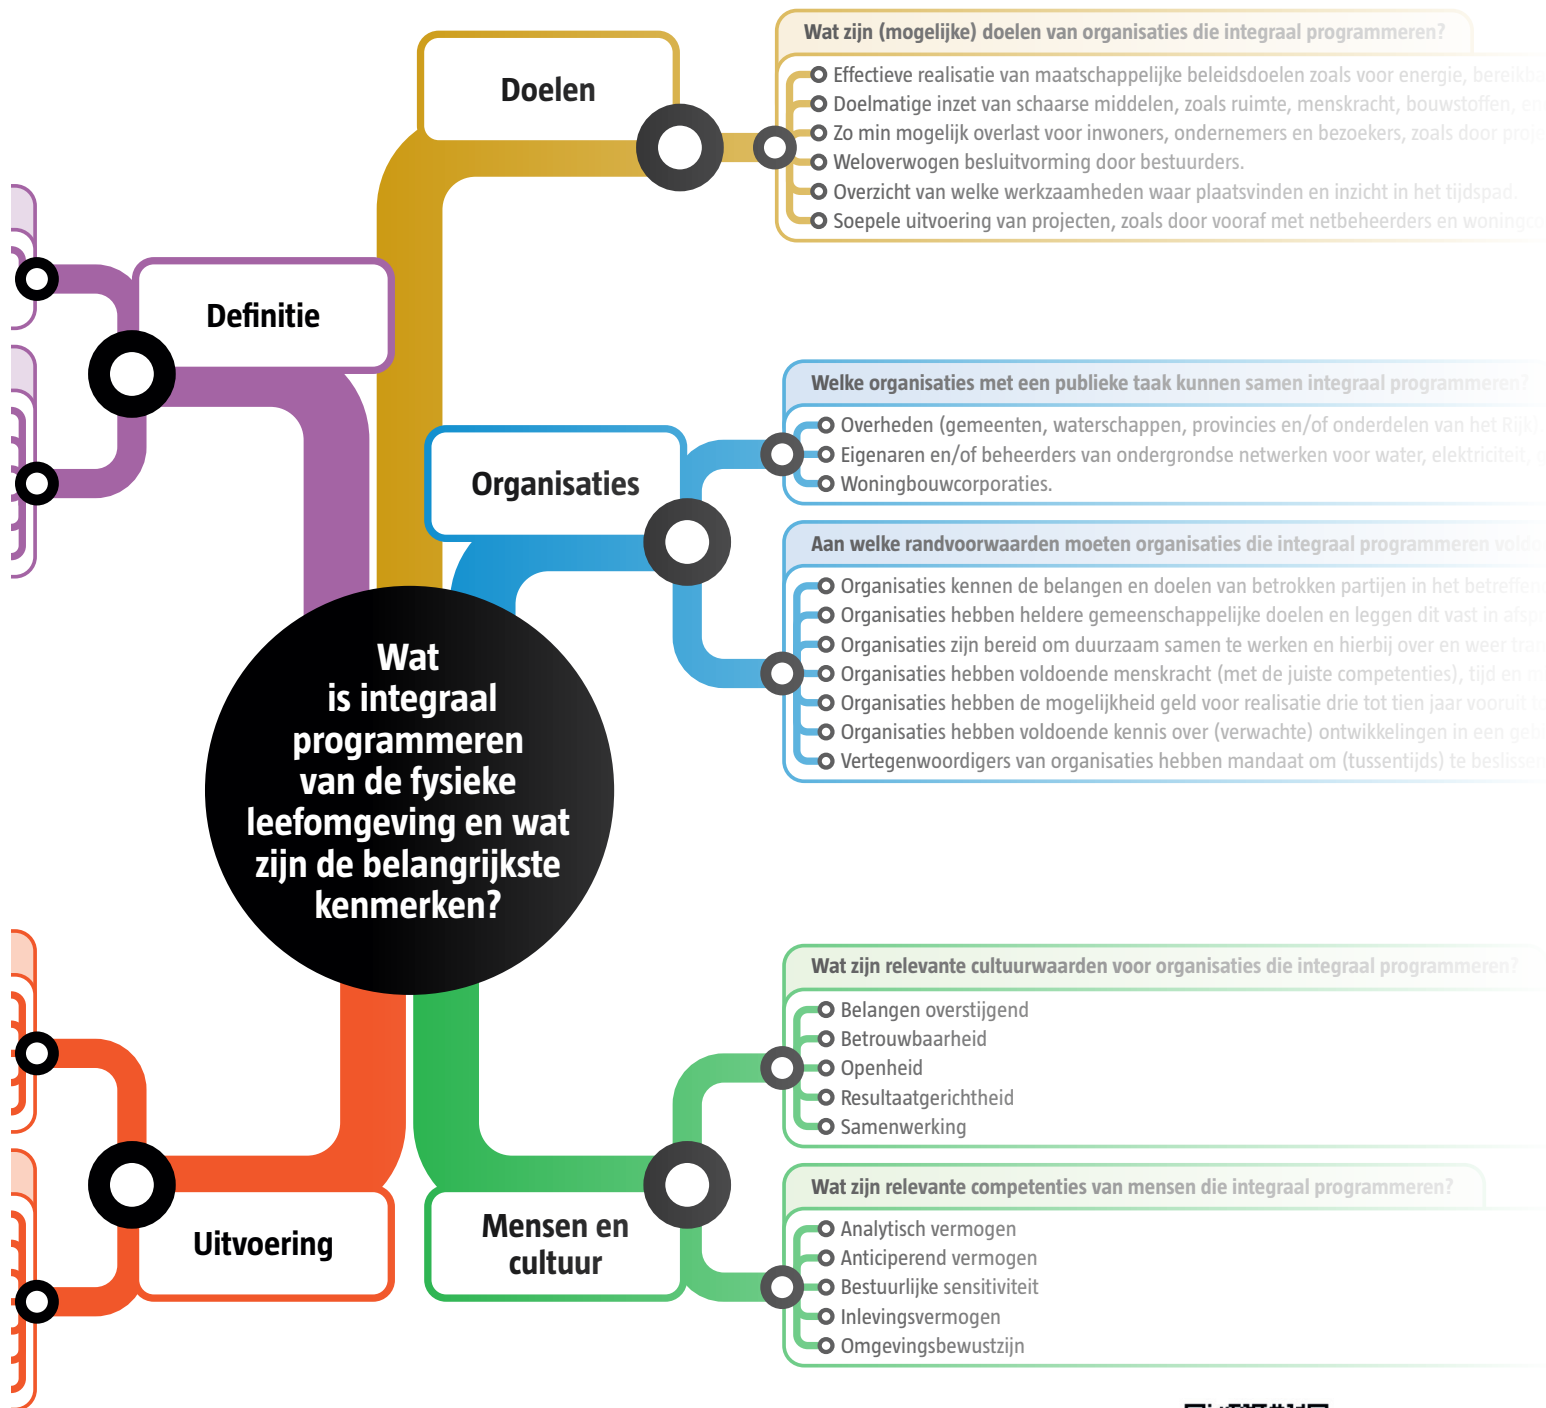 Doelen
Wat zijn (mogelijke) doelen van organisaties die integraal programmeren?
Effectieve realisatie van maatschappelijke beleidsdoelen zoals voor energie,
Doelmatige inzet van schaarse middelen, zoals ruimte, menskracht, bouwstoffen,
Zo min mogelijk overlast voor inwoners, ondernemers en bezoekers, zoals door
Weloverwogen besluitvorming door bestuurders.
Overzicht van welke werkzaamheden waar plaatsvinden en inzicht in het tijdspad.
Soepele uitvoering van projecten, zoals door vooraf met netbeheerders en
Definitie
Organisaties
Welke organisaties met een publieke taak kunnen samen integraal programmeren?
Overheden (gemeenten, waterschappen, provincies en/of onderdelen van het Rijk)
Eigenaren en/of beheerders van ondergrondse netwerken voor water, elektriciteit,
Woningbouwcorporaties.
Aan welke randvoorwaarden moeten organisaties die integraal programmeren
Organisaties kennen de belangen en doelen van betrokken partijen in het
Organisaties hebben heldere gemeenschappelijke doelen en leggen dit vast in
Organisaties zijn bereid om duurzaam samen te werken en hierbij over en weer
Organisaties hebben voldoende menskracht (met de juiste competenties), tijd en
Organisaties hebben de mogelijkheid geld voor realisatie drie tot tien jaar vooruit
Organisaties hebben voldoende kennis over (verwachte) ontwikkelingen in een
Vertegenwoordigers van organisaties hebben mandaat om (tussentijds) te beslissen
Wat
is integraal
programmeren
van de fysieke
leefomgeving en wat
zijn de belangrijkste
kenmerken?
Wat zijn relevante cultuurwaarden voor organisaties die integraal programmeren?
Belangen overstijgend
Betrouwbaarheid
Openheid
Resultaatgerichtheid
Samenwerking
Uitvoering
Mensen en
cultuur
Wat zijn relevante competenties van mensen die integraal programmeren?
Analytisch vermogen
Anticiperend vermogen
Bestuurlijke sensitiviteit
Inlevingsvermogen
Omgevingsbewustzijn